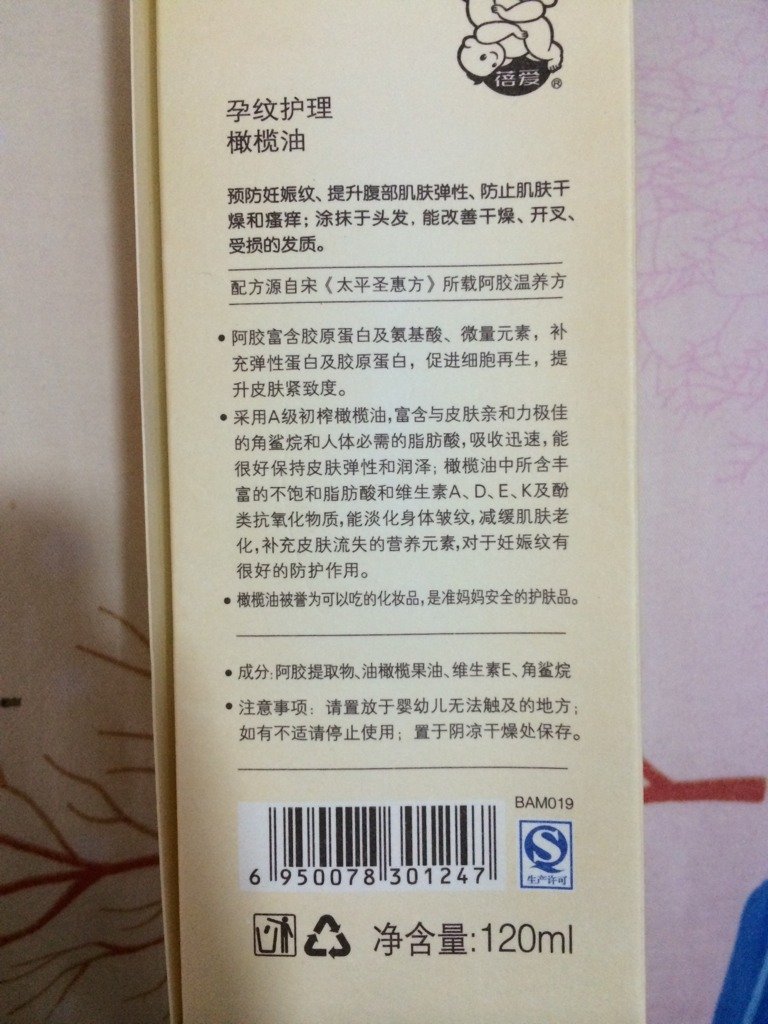 蓓爱®
孕纹护理
橄榄油
预防妊娠纹、提升腹部肌肤弹性、防止肌肤干
燥和瘙痒；涂抹于头发，能改善干燥、开叉、
受损的发质。
配方源自宋《太平圣惠方》所载阿胶温养方
•阿胶富含胶原蛋白及氨基酸、微量元素，补
充弹性蛋白及胶原蛋白，促进细胞再生，提
升皮肤紧致度。
•采用A级初榨橄榄油,富含与皮肤亲和力极佳
的角鲨烷和人体必需的脂肪酸,吸收迅速,能
很好保持皮肤弹性和润泽；橄榄油中所含丰
富的不饱和脂肪酸和维生素A、D、E、K及酚
类抗氧化物质,能淡化身体皱纹,减缓肌肤老
化,补充皮肤流失的营养元素,对于妊娠纹有
很好的防护作用。
•橄榄油被誉为可以吃的化妆品,是准妈妈安全的护肤品。
•成分:阿胶提取物、油橄榄果油、维生素E、角鲨烷
•注意事项：请置放于婴幼儿无法触及的地方；
如有不适请停止使用；置于阴凉干燥处保存。
BAM019
6 950078 301247
生产许可
净含量:120ml